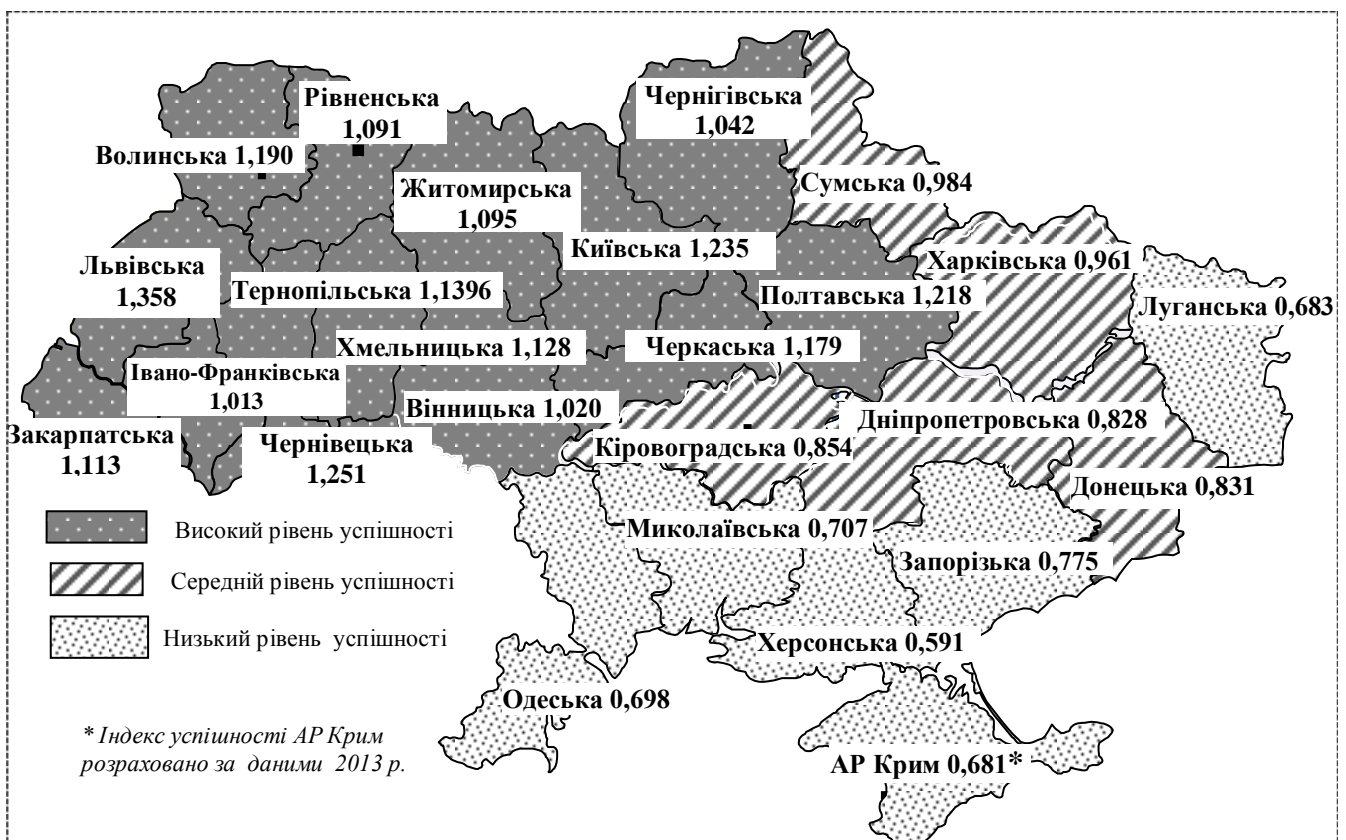 Рівненська
1,091
Чернігівська
1,042
Волинська 1,190
Житомирська
1,095
Сумська 0,984
Київська 1,235
Харківська 0,961
Львівська
1,358
Тернопільська 1,1396
Полтавська 1,218
Луганська 0,683
Хмельницька 1,128
Черкаська 1,179
Івано-Франківська
1,013
Вінницька 1,020
Дніпропетровська
0,828
Закарпатська
1,113
Чернівецька
1,251
Кіровоградська 0,854
Донецька 0,831
Високий рівень успішності
Миколаївська
0,707
Запорізька
0,775
Середній рівень успішності
Низький рівень успішності
Херсонська 0,591
Одеська 0,698
* Індекс успішності АР Крим
розраховано за даними 2013 р.
АР Крим 0,681*